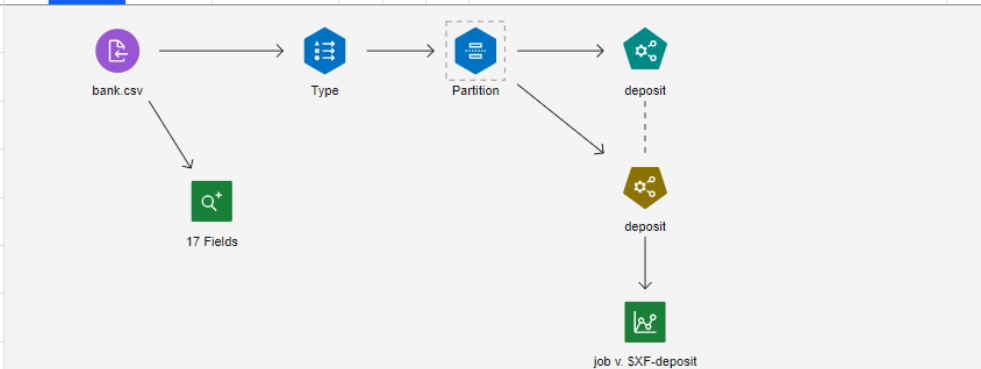 bank.csv
Type
Partition
deposit
17 Fields
deposit
job v. $XF-deposit